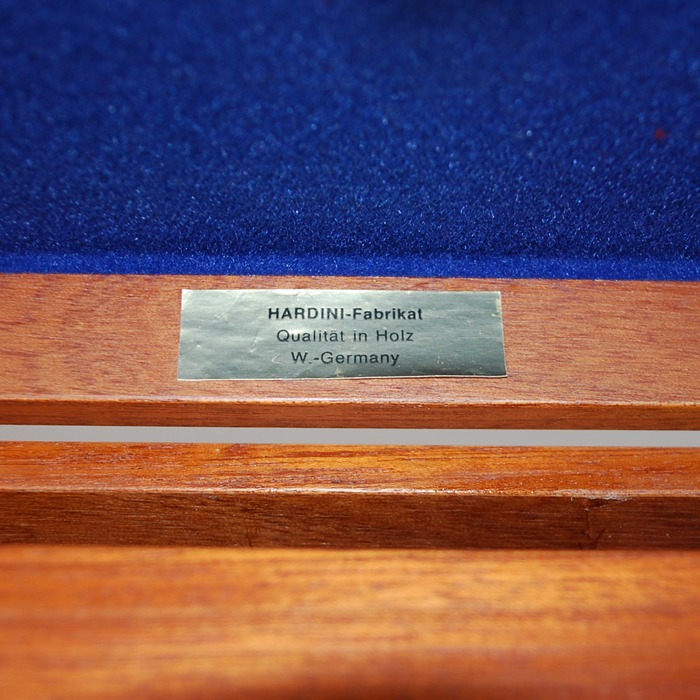 HARDINI-Fabrikat
Qualität in Holz
W.-Germany